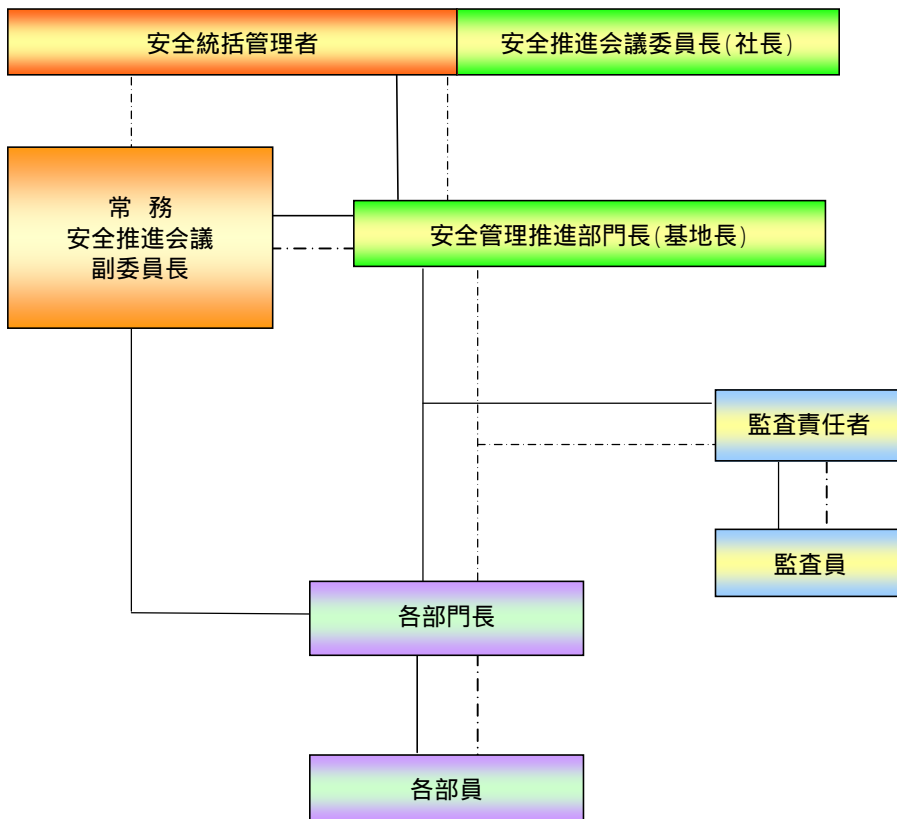 安全統括管理者
安全推進会議委員長(社長)
常 務
安全推進会議
副委員長
安全管理推進部門長(基地長)
監査責任者
監査員
各部門長
各部員